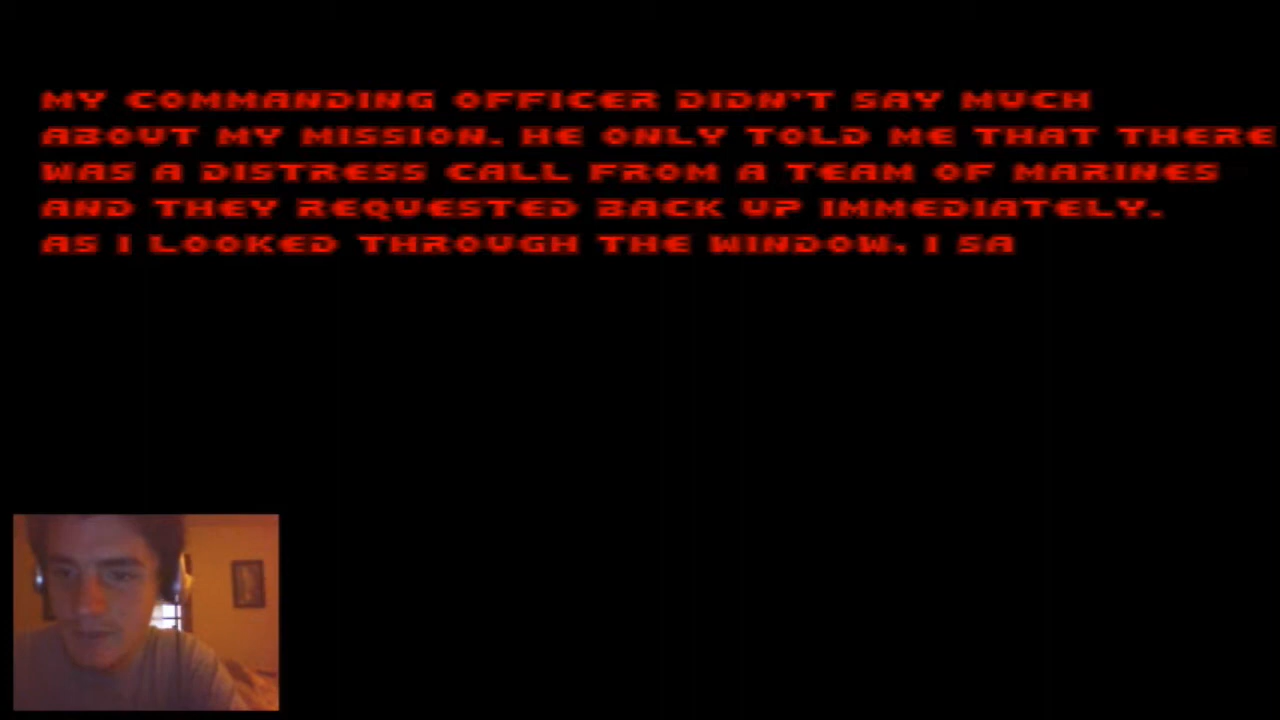 MY COMMANDING OFFICER DIDN'T SAY MUCH
ABOUT MY MISSION. HE ONLY TOLD ME THAT THERE
WAS A DISTRESS CALL FROM A TEAM OF MARINES
AND THEY REQUESTED BACK UP IMMEDIATELY.
AS I LOOKED THROUGH THE WINDOW, I SA